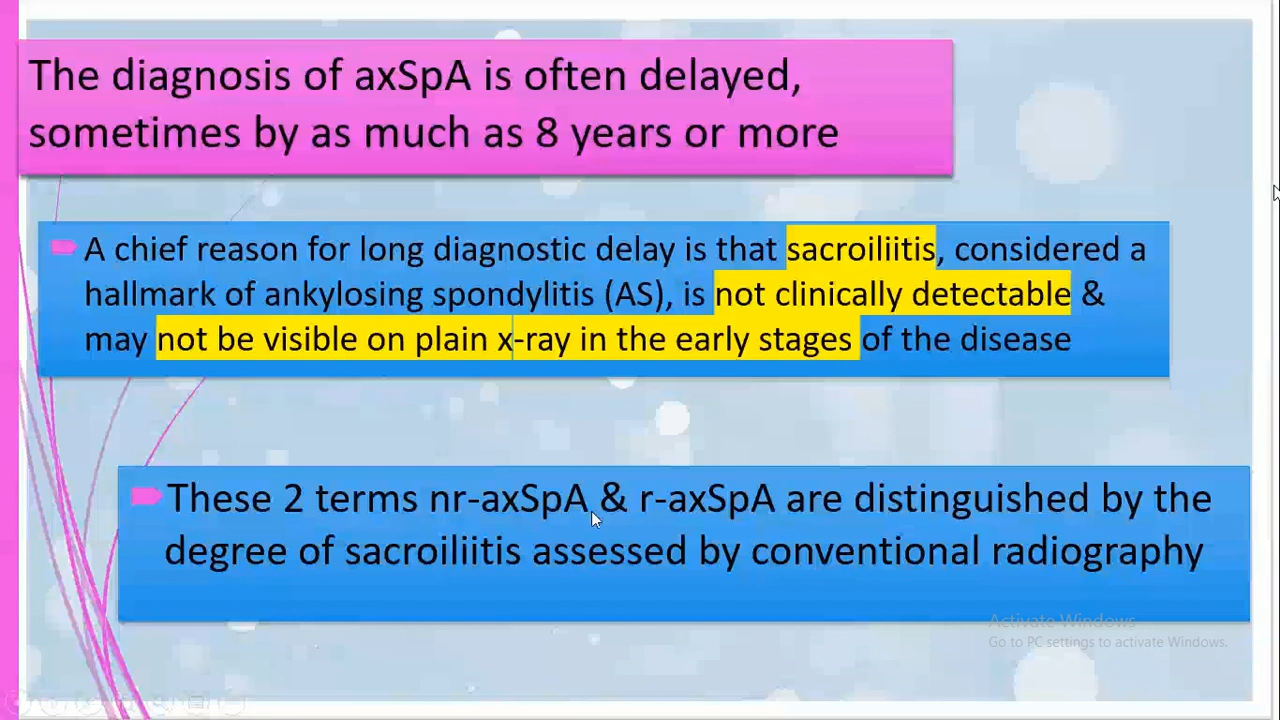 The diagnosis of axSpA is often delayed,
sometimes by as much as 8 years or more
A chief reason for long diagnostic delay is that sacroiliitis, considered a
hallmark of ankylosing spondylitis (AS), is not clinically detectable &
may not be visible on plain x-ray in the early stages of the disease
These 2 terms nr-axSpA & r-axSpA are distinguished by the
degree of sacroiliitis assessed by conventional radiography
Activate Windows
Go to PC settings to activate Windows.